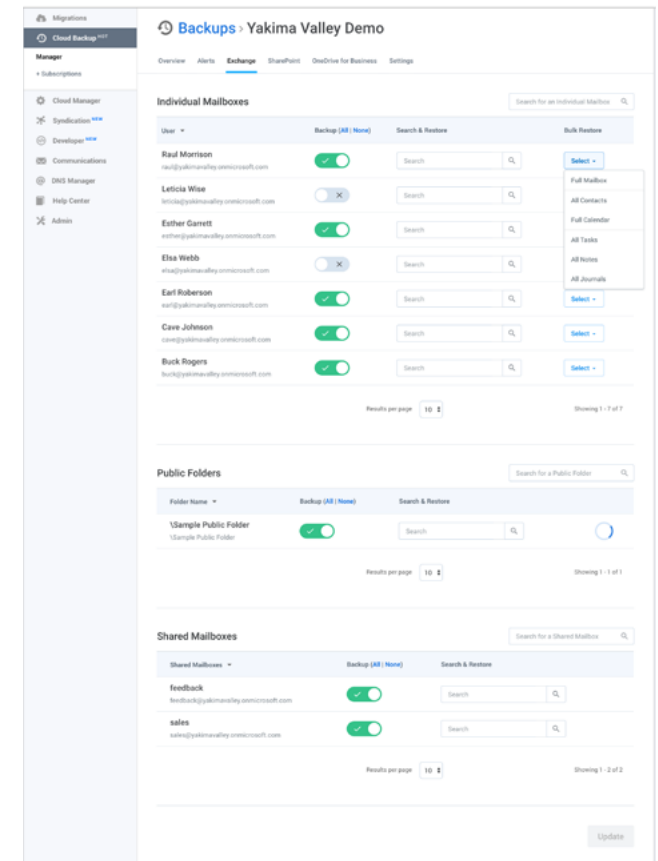 Migrations
Cloud Backup HOT
Manager
+ Subscriptions
Cloud Manager
Syndication NEW
Developer NEW
Communications
DNS Manager
Help Center
Admin
Backups › Yakima Valley Demo
Overview Alerts Exchange SharePoint OneDrive for Business Settings
Individual Mailboxes
Search for an Individual Mailbox
User Backup (All | None) Search & Restore Bulk Restore
Raul Morrison
raul@yakimavalley.onmicrosoft.com
Search
Select
Full Mailbox
All Contacts
Full Calendar
All Tasks
All Notes
All Journals
Leticia Wise
leticia@yakimavalley.onmicrosoft.com
Search
Esther Garrett
esther@yakimavalley.onmicrosoft.com
Search
Elsa Webb
elsa@yakimavalley.onmicrosoft.com
Search
Earl Roberson
earl@yakimavalley.onmicrosoft.com
Search
Select
Cave Johnson
cave@yakimavalley.onmicrosoft.com
Search
Select
Buck Rogers
buck@yakimavalley.onmicrosoft.com
Search
Select
Results per page 10 Showing 1 - 7 of 7
Public Folders
Search for a Public Folder
Folder Name Backup (All | None) Search & Restore
\Sample Public Folder
\Sample Public Folder
Search
Results per page 10 Showing 1 - 1 of 1
Shared Mailboxes
Search for a Shared Mailbox
Shared Mailboxes Backup (All | None) Search & Restore
feedback
feedback@yakimavalley.onmicrosoft.com
Search
sales
sales@yakimavalley.onmicrosoft.com
Search
Results per page 10 Showing 1 - 2 of 2
Update